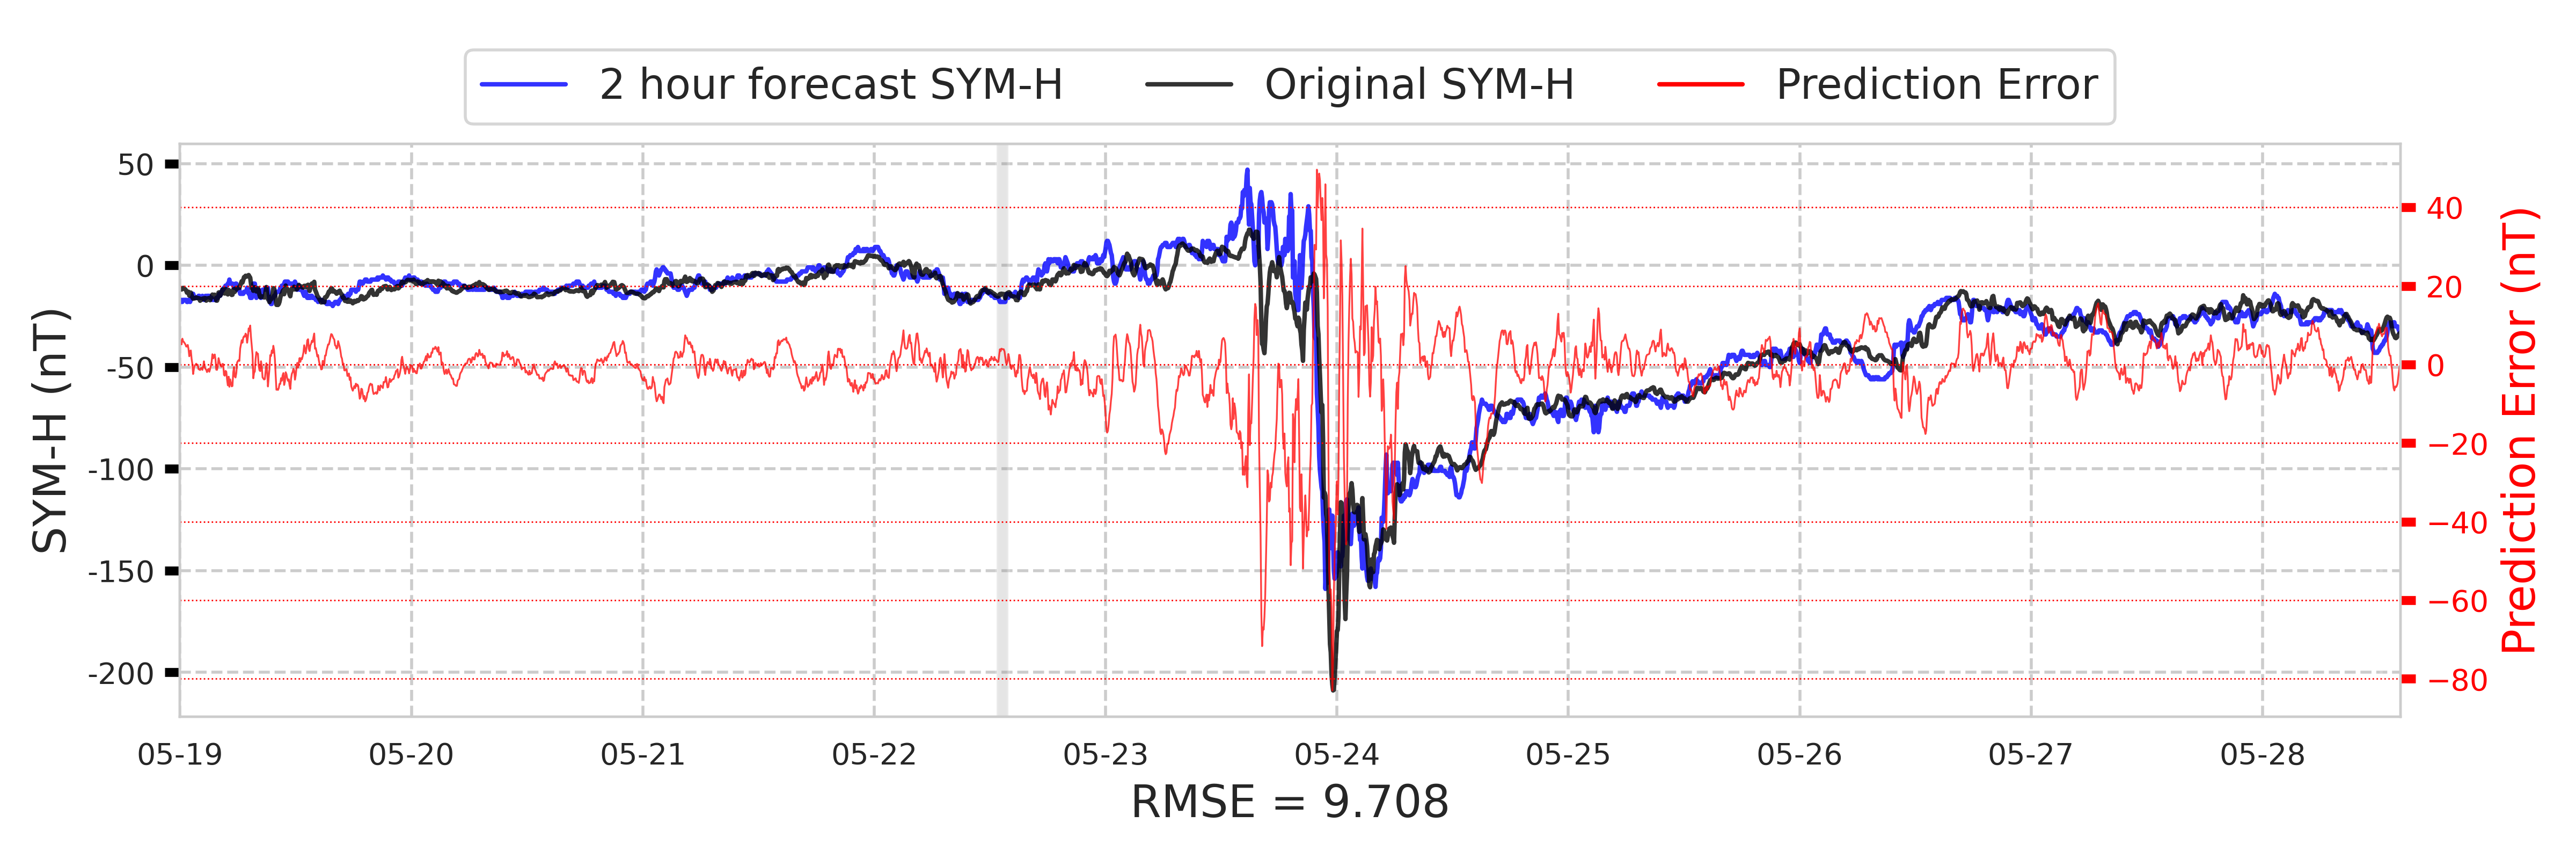 2 hour forecast SYM-H Original SYM-H Prediction Error
SYM-H (nT)
50
0
-50
-100
-150
-200
40
20
0
−20
−40
−60
−80
Prediction Error (nT)
05-19 05-20 05-21 05-22 05-23 05-24 05-25 05-26 05-27 05-28
RMSE = 9.708